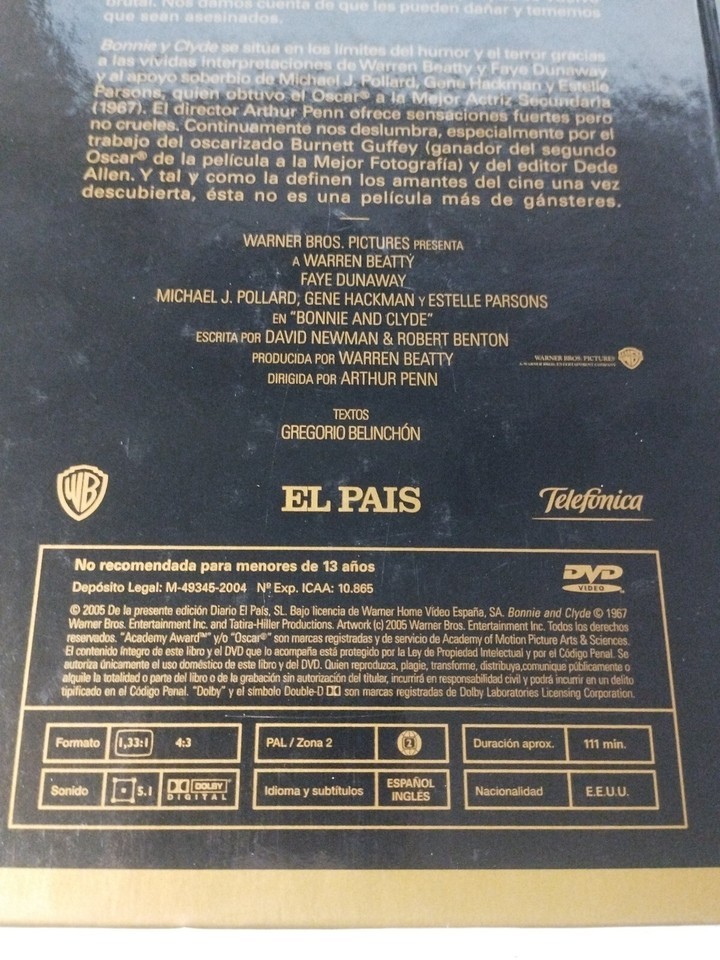 brutal. Nos damos cuenta de que les pueden dañar y tememos
que sean asesinados.
Bonnie y Clyde se sitúa en los límites del humor y el terror gracias
a las vívidas interpretaciones de Warren Beatty y Faye Dunaway
y al apoyo soberbio de Michael J. Pollard, Gene Hackman y Estelle
Parsons, quien obtuvo el Oscar® a la Mejor Actriz Secundaria
(1967). El director Arthur Penn ofrece sensaciones fuertes pero
no crueles. Continuamente nos deslumbra, especialmente por el
trabajo del oscarizado Burnett Guffey (ganador del segundo
Oscar® de la película a la Mejor Fotografía) y del editor Dede
Allen. Y tal y como la definen los amantes del cine una vez
descubierta, ésta no es una película más de gánsteres.
WARNER BROS. PICTURES PRESENTA
A WARREN BEATTY
FAYE DUNAWAY
MICHAEL J. POLLARD, GENE HACKMAN Y ESTELLE PARSONS
EN "BONNIE AND CLYDE"
ESCRITA POR DAVID NEWMAN & ROBERT BENTON
PRODUCIDA POR WARREN BEATTY
DIRIGIDA POR ARTHUR PENN
WARNER BROS. PICTURES
A WARNER BROS. ENTERTAINMENT COMPANY
TEXTOS
GREGORIO BELINCHÓN
WB
EL PAIS
Telefónica
No recomendada para menores de 13 años
Depósito Legal: M-49345-2004 Nº Exp. ICAA: 10.865
DVD
VIDEO
© 2005 De la presente edición Diario El País, SL. Bajo licencia de Warner Home Video España, SA. Bonnie and Clyde © 1967
Warner Bros. Entertainment Inc. and Tatira-Hiller Productions. Artwork (c) 2005 Warner Bros. Entertainment Inc. Todos los derechos
reservados. "Academy Award™" y/o "Oscar®" son marcas registradas y de servicio de Academy of Motion Picture Arts & Sciences.
El contenido íntegro de este libro y el DVD que lo acompaña está protegido por la Ley de Propiedad Intelectual y por el Código Penal. Se
autoriza únicamente el uso doméstico de este libro y del DVD. Quien reproduzca, plagie, transforme, distribuya,comunique públicamente o
alquile la totalidad o parte del libro o de la grabación sin autorización del titular, incurrirá en responsabilidad civil y podrá incurrir en un delito
tipificado en el Código Penal. "Dolby" y el símbolo Double-D son marcas registradas de Dolby Laboratories Licensing Corporation.
Formato 1,33:1 4:3
PAL / Zona 2 2
Duración aprox. 111 min.
Sonido 5.1 DOLBY DIGITAL
Idioma y subtítulos ESPAÑOL INGLÉS
Nacionalidad E.E.U.U.